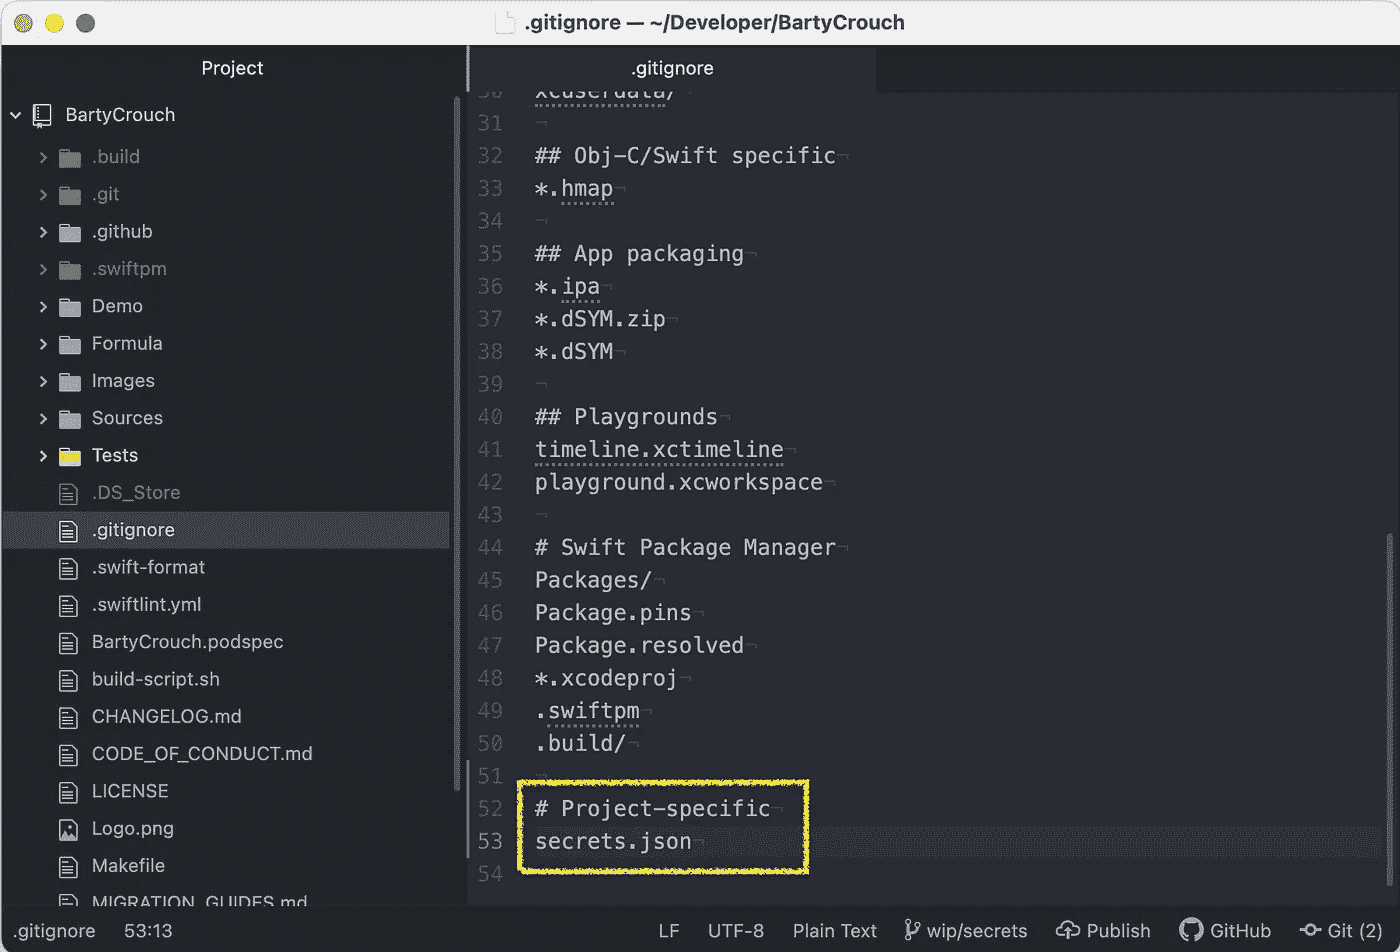 .gitignore — ~/Developer/BartyCrouch
Project
BartyCrouch
.build
.git
.github
.swiftpm
Demo
Formula
Images
Sources
Tests
.DS_Store
.gitignore
.swift-format
.swiftlint.yml
BartyCrouch.podspec
build-script.sh
CHANGELOG.md
CODE_OF_CONDUCT.md
LICENSE
Logo.png
Makefile
MIGRATION_GUIDES.md
.gitignore
30 xcuserdata/
31
32 ## Obj-C/Swift specific
33 *.hmap
34
35 ## App packaging
36 *.ipa
37 *.dSYM.zip
38 *.dSYM
39
40 ## Playgrounds
41 timeline.xctimeline
42 playground.xcworkspace
43
44 # Swift Package Manager
45 Packages/
46 Package.pins
47 Package.resolved
48 *.xcodeproj
49 .swiftpm
50 .build/
51
52 # Project-specific
53 secrets.json
54
.gitignore 53:13 LF UTF-8 Plain Text wip/secrets Publish GitHub Git (2)